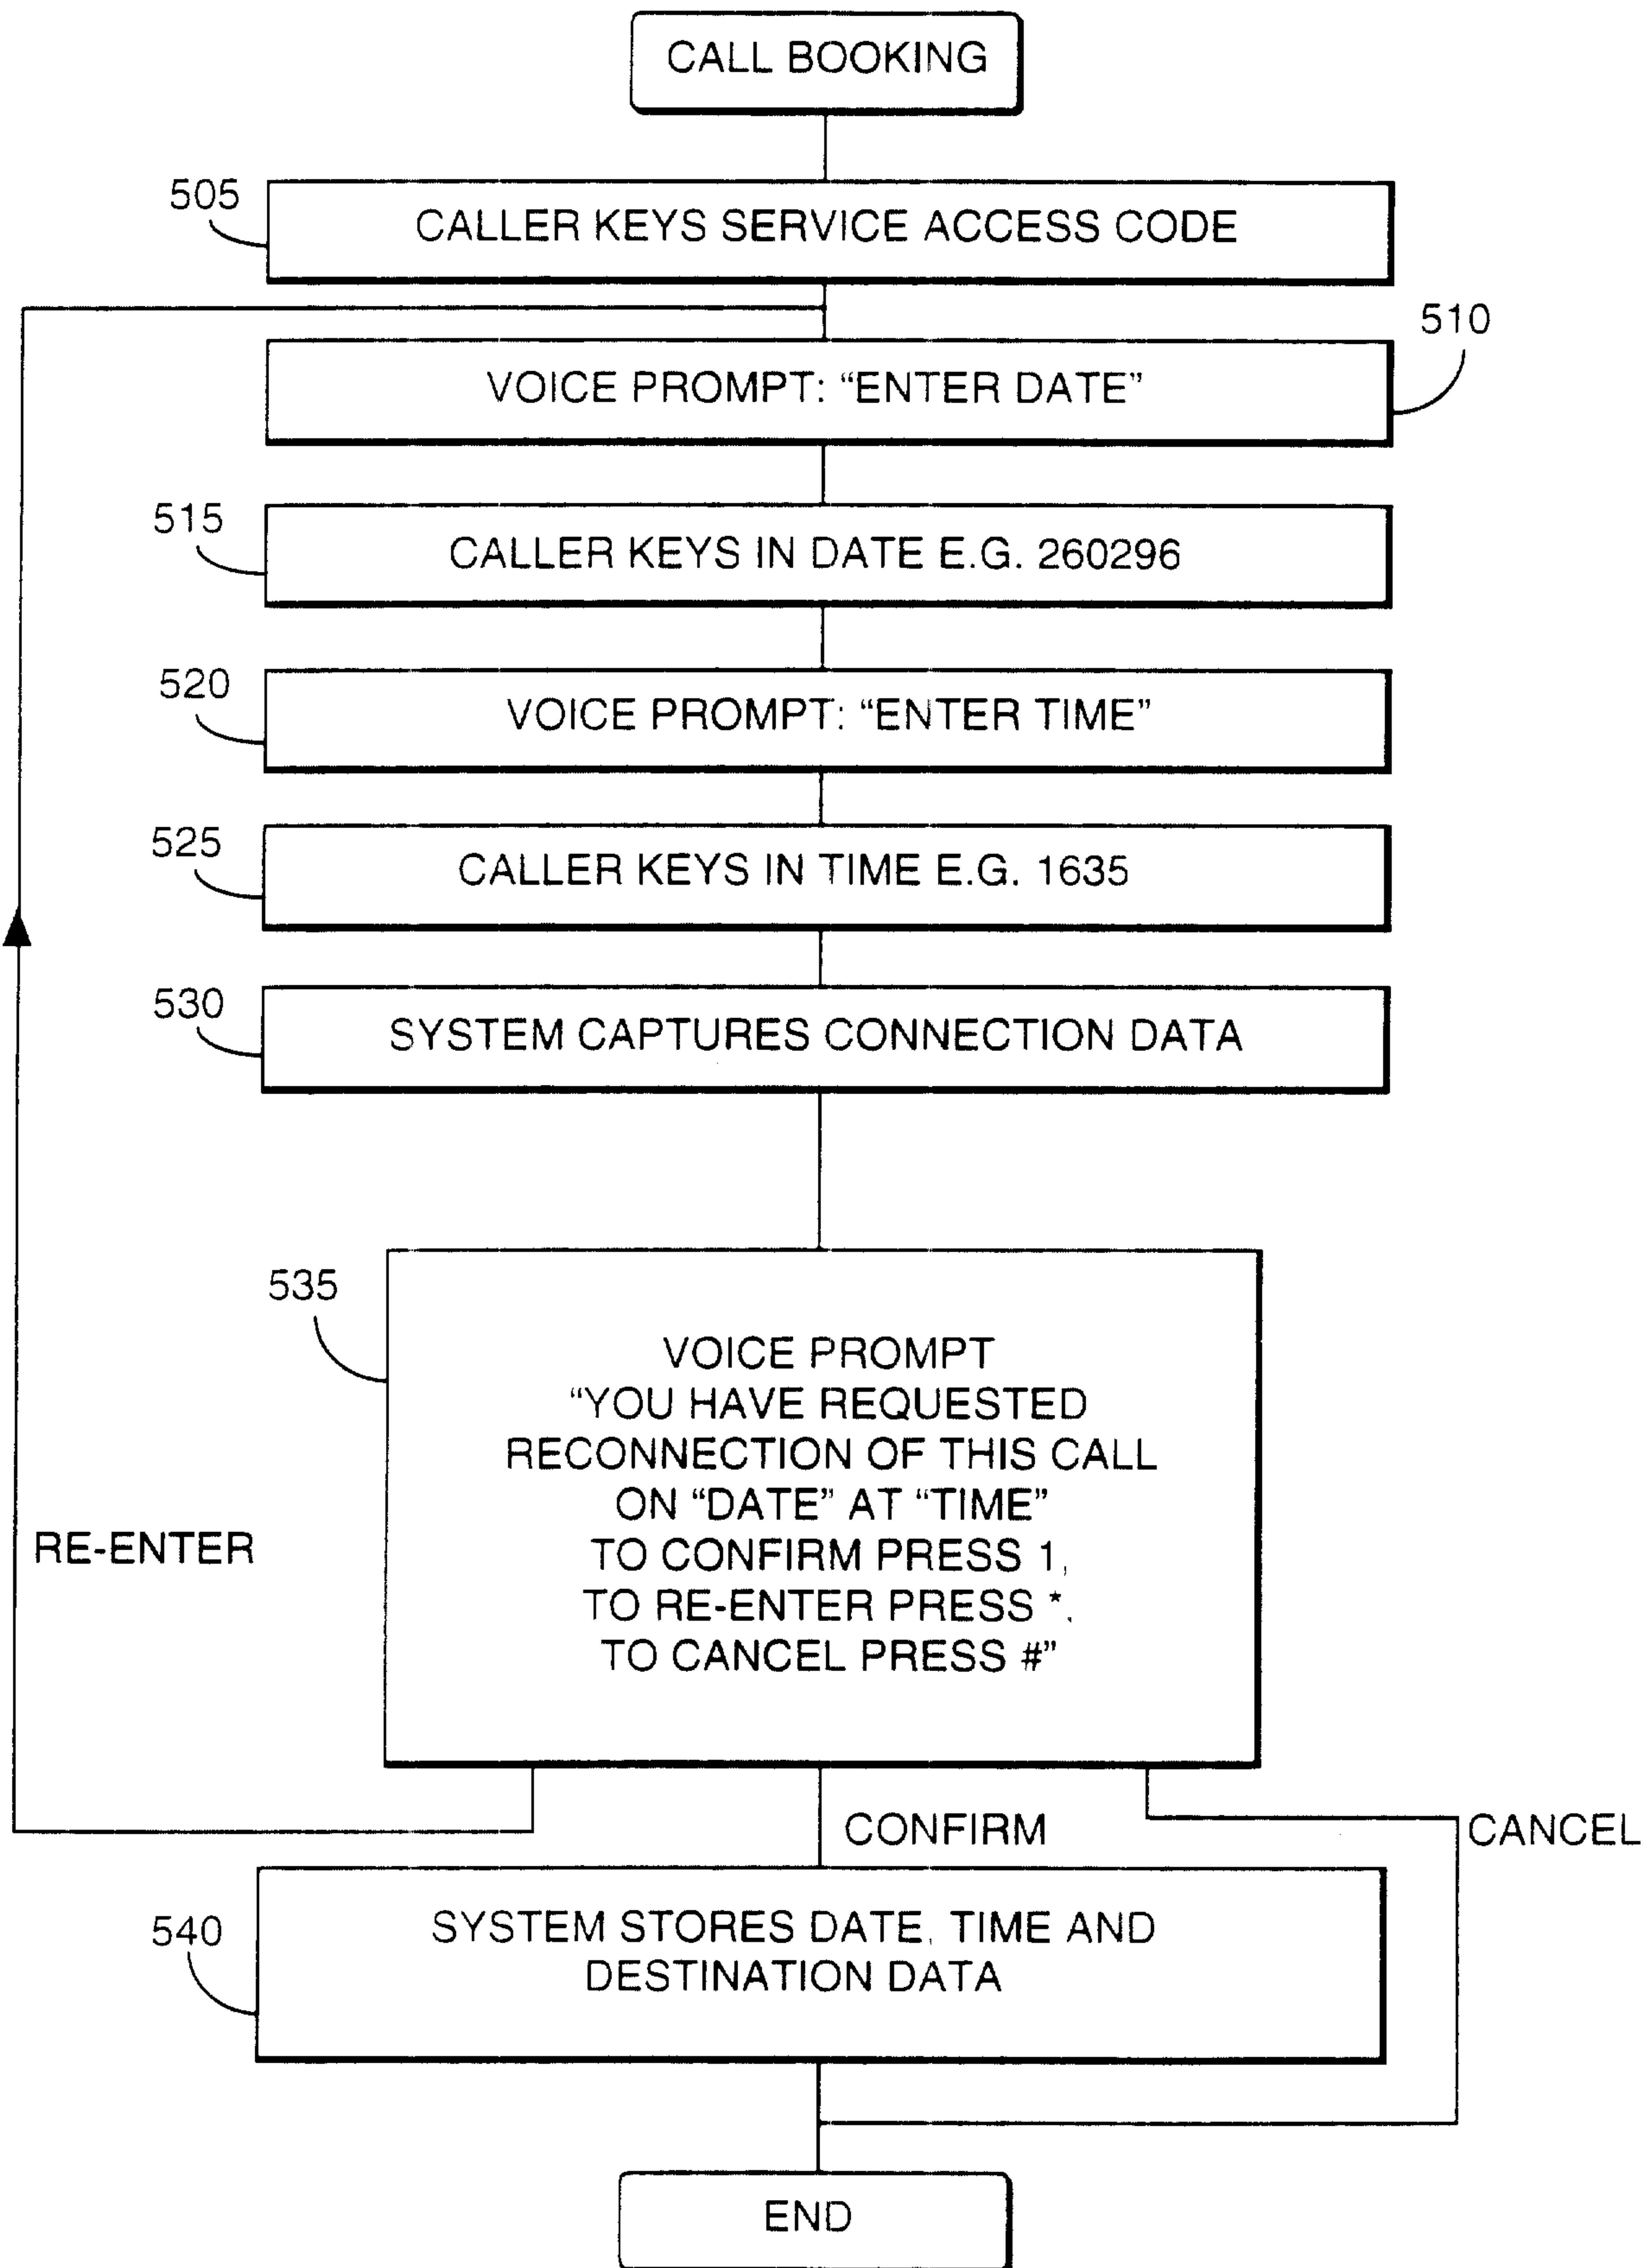 CALL BOOKING
505
CALLER KEYS SERVICE ACCESS CODE
510
VOICE PROMPT: “ENTER DATE”
515
CALLER KEYS IN DATE E.G. 260296
520
VOICE PROMPT: “ENTER TIME”
525
CALLER KEYS IN TIME E.G. 1635
530
SYSTEM CAPTURES CONNECTION DATA
535
VOICE PROMPT
“YOU HAVE REQUESTED
RECONNECTION OF THIS CALL
ON “DATE” AT “TIME”
TO CONFIRM PRESS 1,
TO RE-ENTER PRESS *,
TO CANCEL PRESS #”
RE-ENTER
CONFIRM
CANCEL
540
SYSTEM STORES DATE, TIME AND
DESTINATION DATA
END